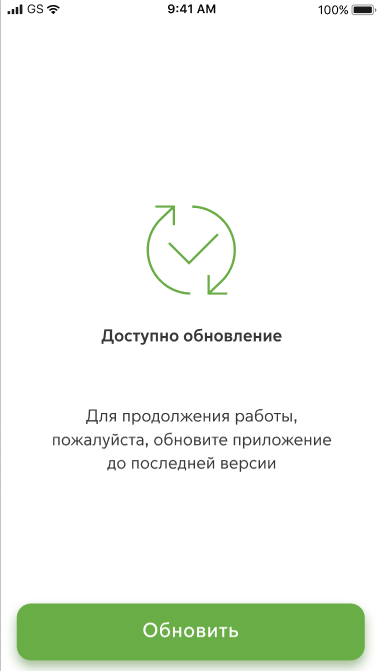 GS 9:41 AM 100%
Доступно обновление
Для продолжения работы,
пожалуйста, обновите приложение
до последней версии
Обновить